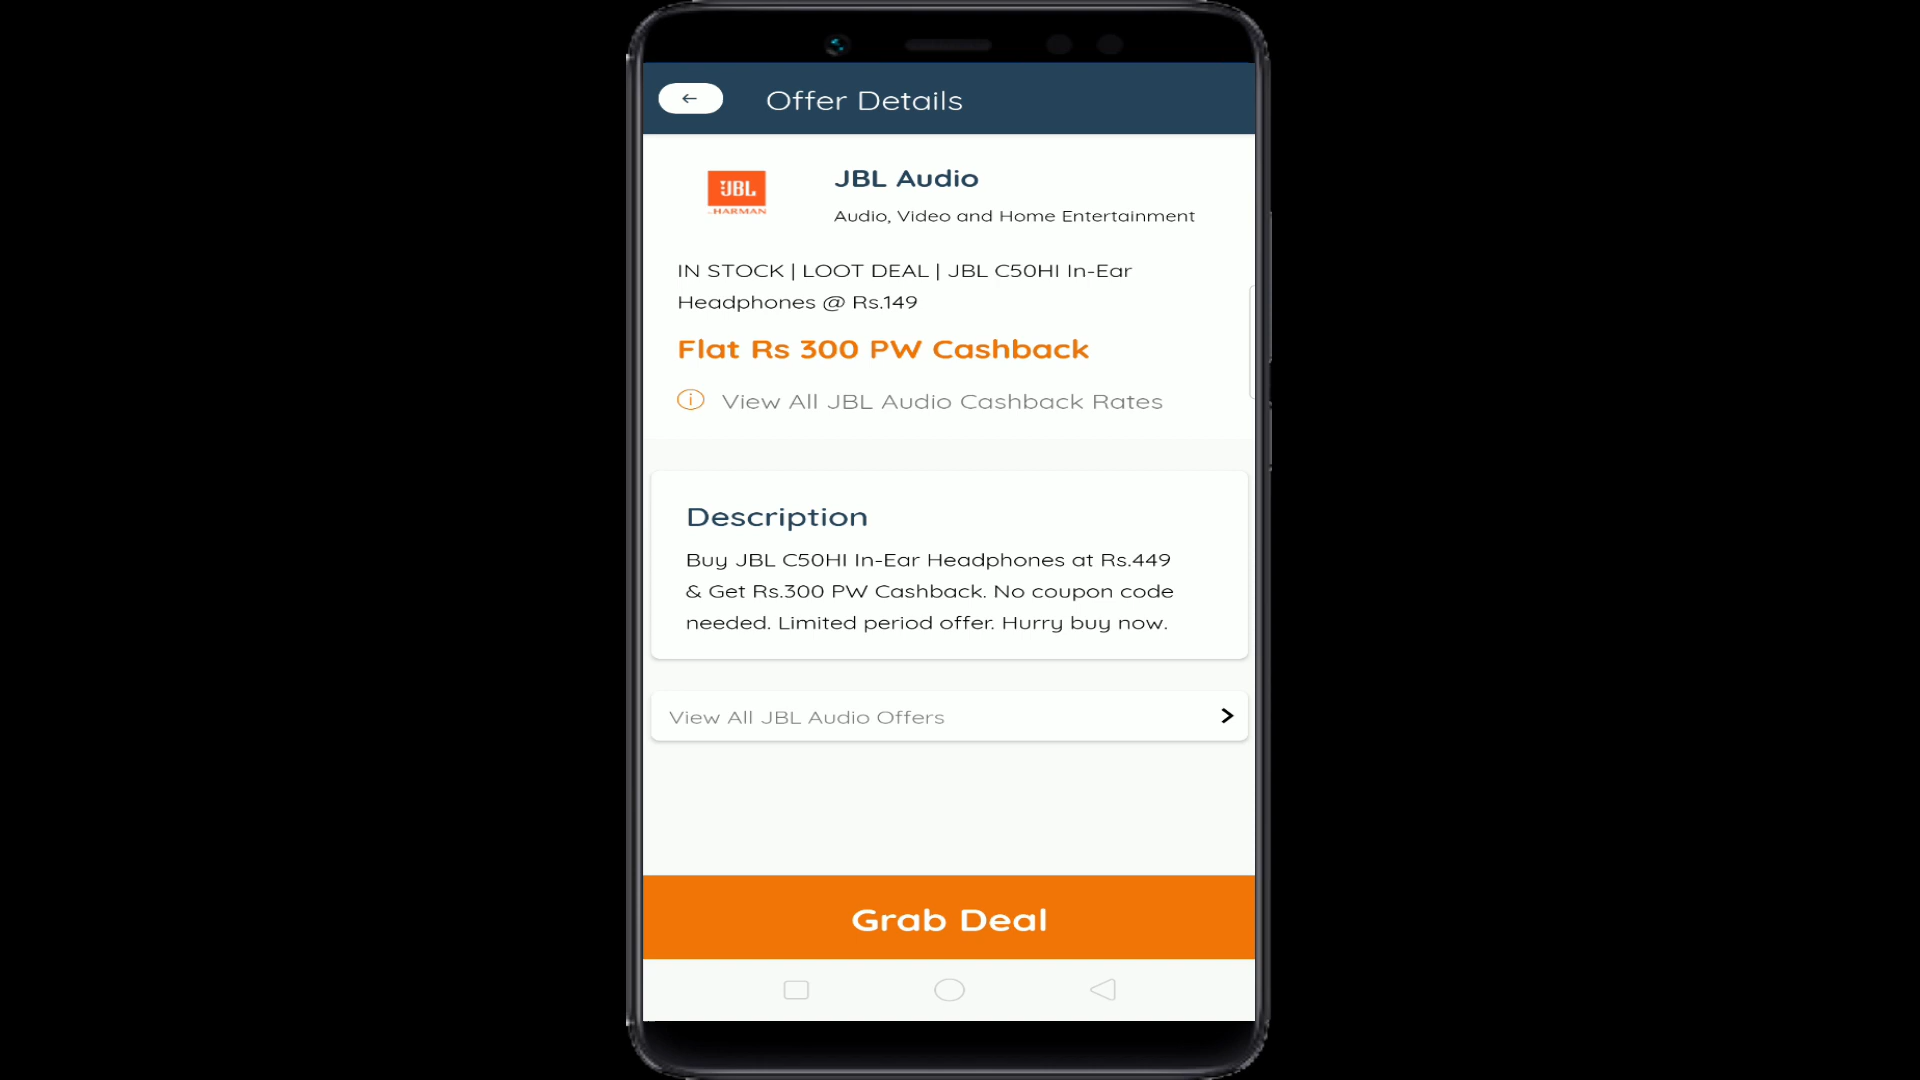 Offer Details
JBL
HARMAN
JBL Audio
Audio, Video and Home Entertainment
IN STOCK | LOOT DEAL | JBL C50HI In-Ear
Headphones @ Rs.149
Flat Rs 300 PW Cashback
View All JBL Audio Cashback Rates
Description
Buy JBL C50HI In-Ear Headphones at Rs.449
& Get Rs.300 PW Cashback. No coupon code
needed. Limited period offer. Hurry buy now.
View All JBL Audio Offers
Grab Deal